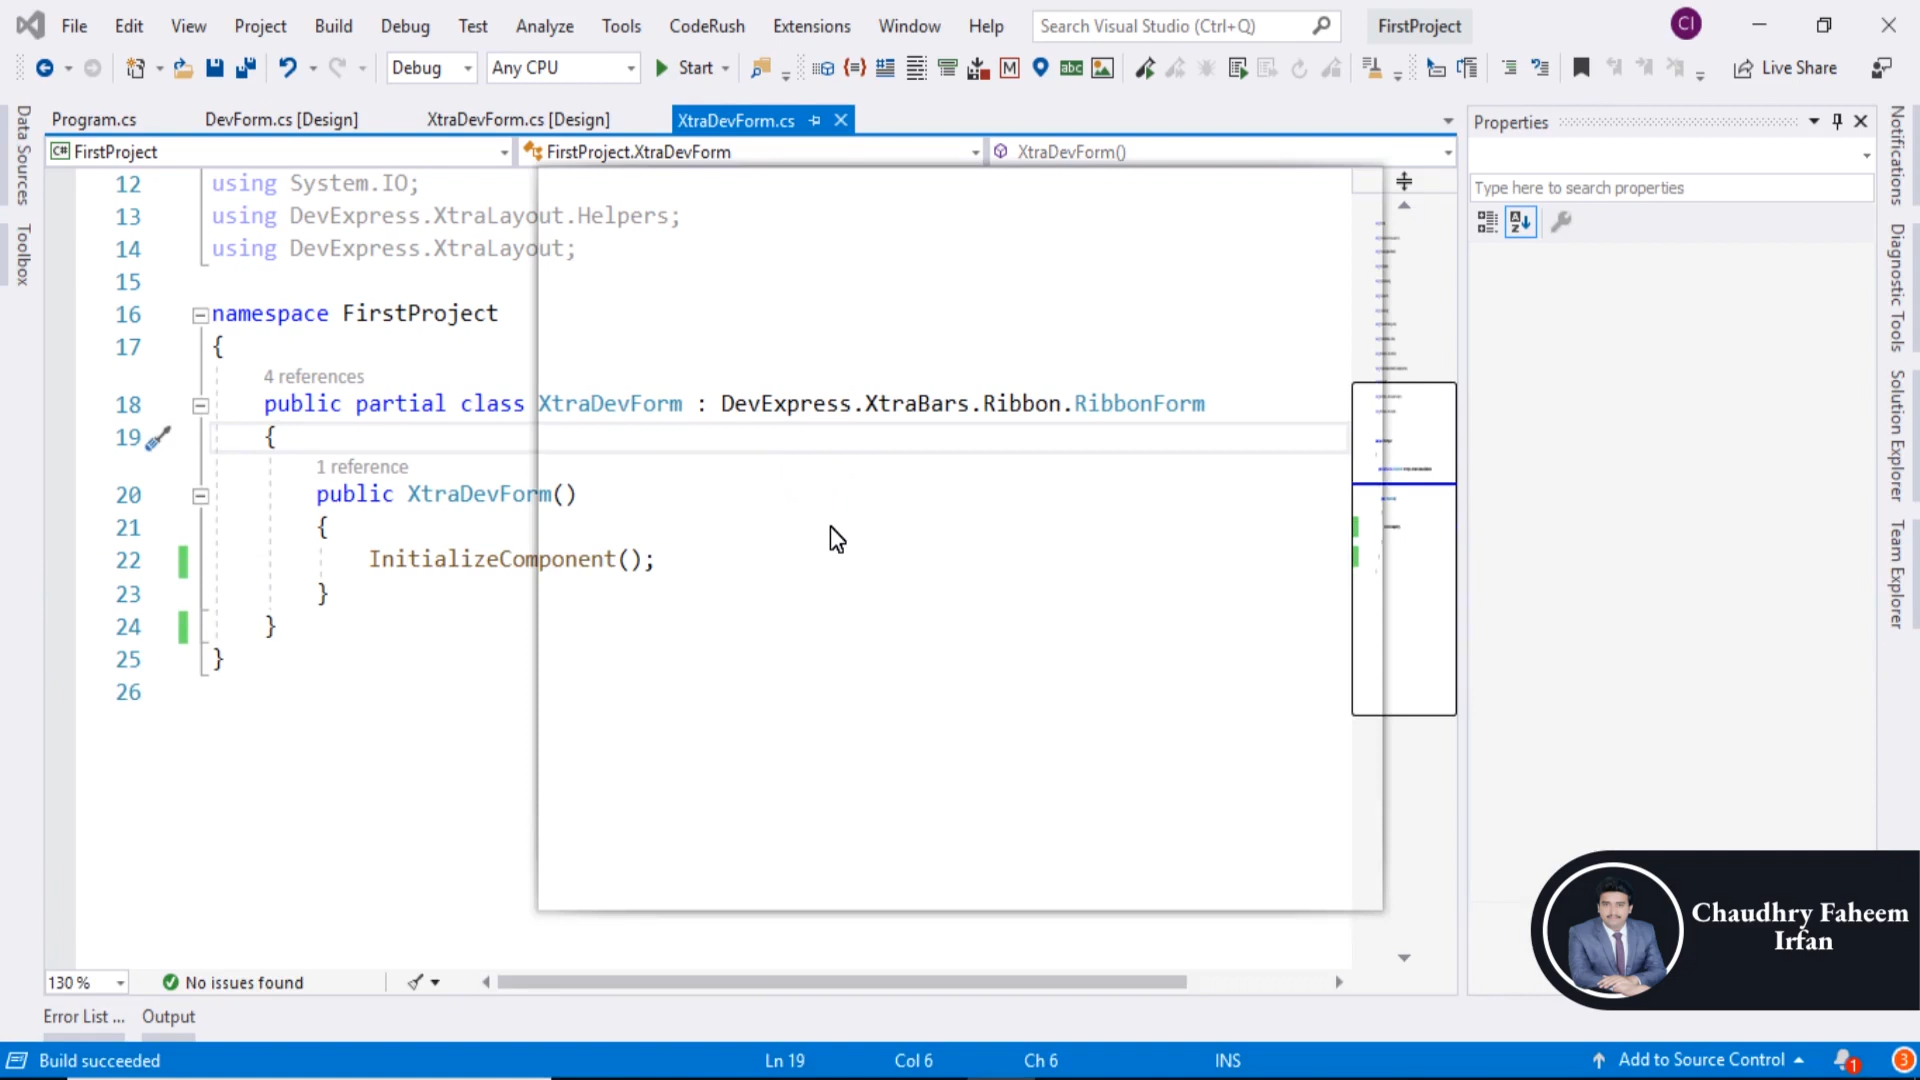 File Edit View Project Build Debug Test Analyze Tools CodeRush Extensions Window Help Search Visual Studio (Ctrl+Q) FirstProject CI
Debug Any CPU Start Live Share
Program.cs DevForm.cs [Design] XtraDevForm.cs [Design] XtraDevForm.cs
Properties
C# FirstProject FirstProject.XtraDevForm XtraDevForm()
Type here to search properties
12 using System.IO;
13 using DevExpress.XtraLayout.Helpers;
14 using DevExpress.XtraLayout;
15
16 namespace FirstProject
17 {
4 references
18 public partial class XtraDevForm : DevExpress.XtraBars.Ribbon.RibbonForm
19 {
1 reference
20 public XtraDevForm()
21 {
22 InitializeComponent();
23 }
24 }
25 }
26
Data Sources
Toolbox
Notifications
Diagnostic Tools
Solution Explorer
Team Explorer
Chaudhry Faheem
Irfan
130 % No issues found
Error List ... Output
Build succeeded Ln 19 Col 6 Ch 6 INS Add to Source Control 1 3